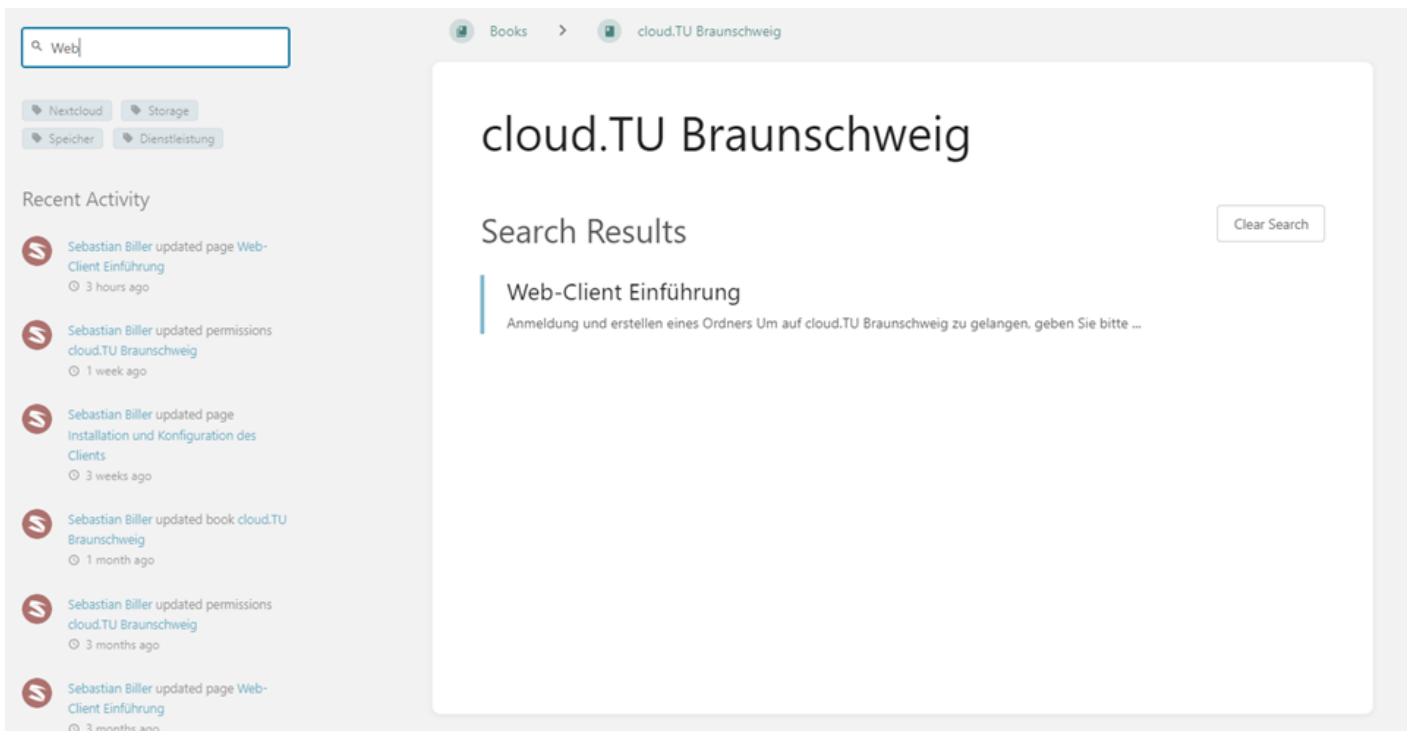 Web
Nextcloud
Storage
Speicher
Dienstleistung
Recent Activity
Sebastian Biller updated page Web-
Client Einführung
3 hours ago
Sebastian Biller updated permissions
cloud.TU Braunschweig
1 week ago
Sebastian Biller updated page
Installation und Konfiguration des
Clients
3 weeks ago
Sebastian Biller updated book cloud.TU
Braunschweig
1 month ago
Sebastian Biller updated permissions
cloud.TU Braunschweig
3 months ago
Sebastian Biller updated page Web-
Client Einführung
3 months ago
Books > cloud.TU Braunschweig
cloud.TU Braunschweig
Search Results
Clear Search
Web-Client Einführung
Anmeldung und erstellen eines Ordners Um auf cloud.TU Braunschweig zu gelangen, geben Sie bitte ...